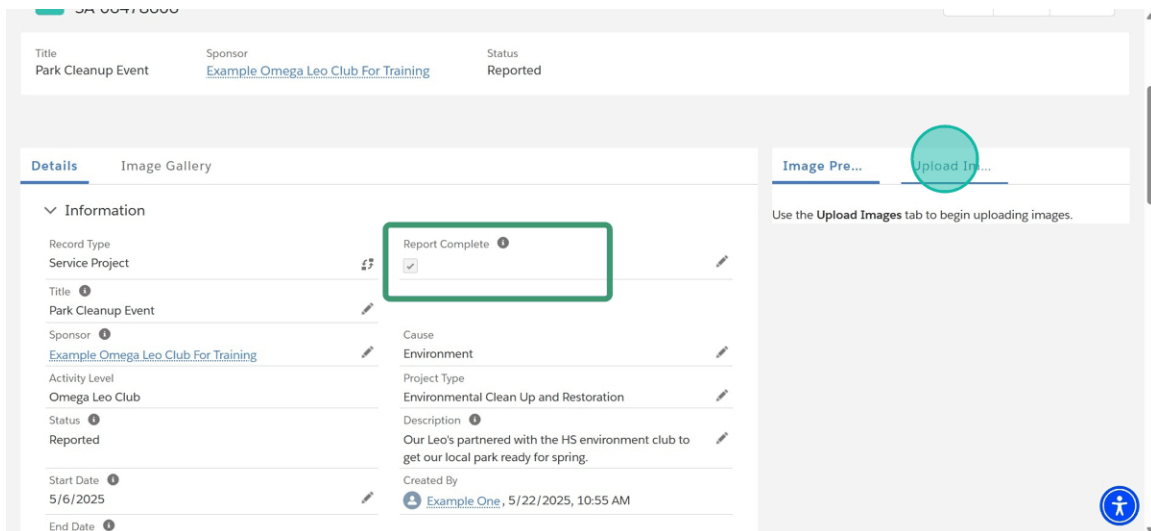 Title
Park Cleanup Event
Sponsor
Example Omega Leo Club For Training
Status
Reported
Details
Image Gallery
Image Pre...
Upload Im...
Use the Upload Images tab to begin uploading images.
Information
Record Type
Service Project
Report Complete
Title
Park Cleanup Event
Sponsor
Example Omega Leo Club For Training
Cause
Environment
Activity Level
Omega Leo Club
Project Type
Environmental Clean Up and Restoration
Status
Reported
Description
Our Leo's partnered with the HS environment club to
get our local park ready for spring.
Start Date
5/6/2025
Created By
Example One, 5/22/2025, 10:55 AM
End Date